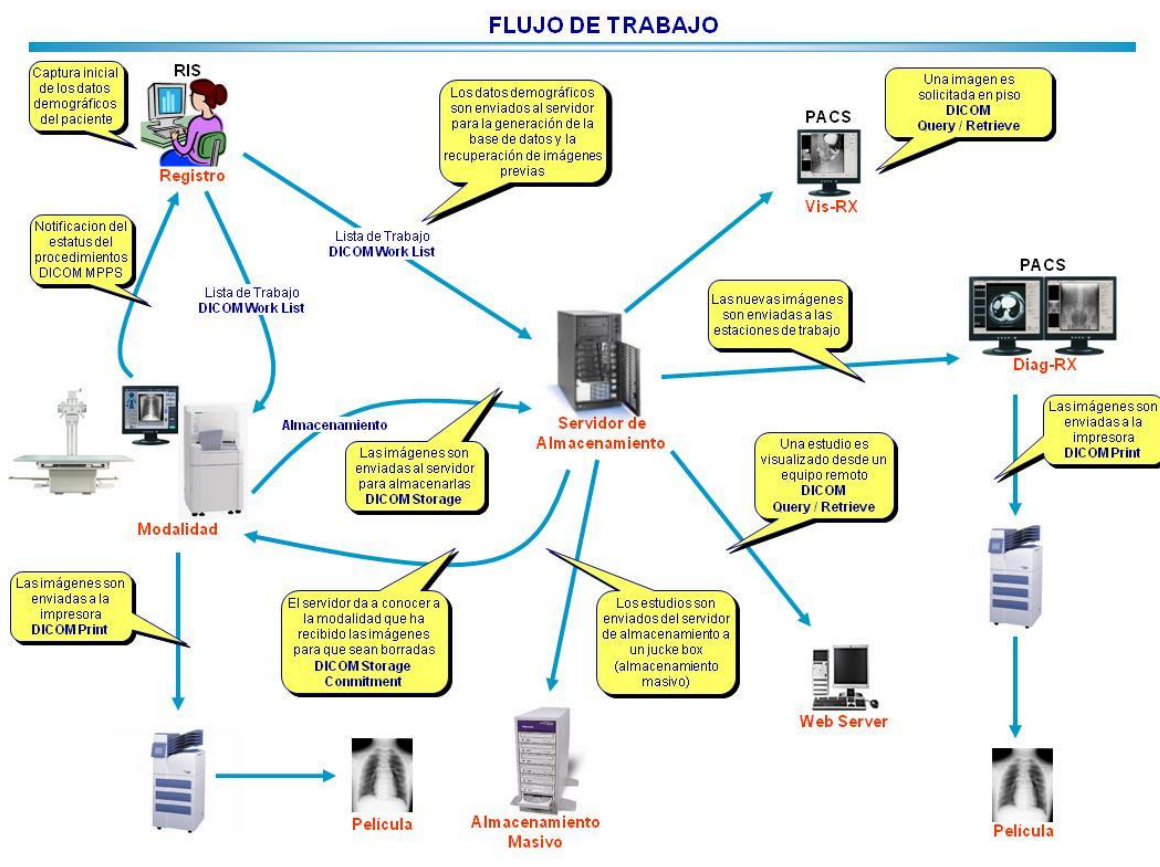 FLUJO DE TRABAJO
Captura inicial
de los datos
demográficos
del paciente
RIS
Registro
Los datos demográficos
son enviados al servidor
para la generación de la
base de datos y la
recuperación de imágenes
previas
PACS
Vis-RX
Una imagen es
solicitada en piso
DICOM
Query / Retrieve
Notificacion del
estatus del
procedimientos
DICOM MPPS
Lista de Trabajo
DICOM Work List
Lista de Trabajo
DICOM Work List
PACS
Diag-RX
Las nuevas imágenes
son enviadas a las
estaciones de trabajo
Servidor de
Almacenamiento
Almacenamiento
Las imágenes son
enviadas al servidor
para almacenarlas
DICOM Storage
Una estudio es
visualizado desde un
equipo remoto
DICOM
Query / Retrieve
Las imágenes son
enviadas a la
impresora
DICOM Print
Modalidad
Las imágenes son
enviadas a la
impresora
DICOM Print
El servidor da a conocer a
la modalidad que ha
recibido las imágenes
para que sean borradas
DICOM Storage
Conmitment
Los estudios son
enviados del servidor
de almacenamiento a
un jucke box
(almacenamiento
masivo)
Web Server
Película
Almacenamiento
Masivo
Película